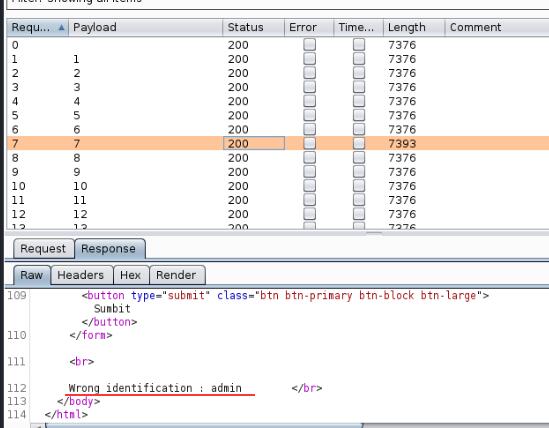 Requ... Payload Status Error Time... Length Comment
0 200 7376
1 1 200 7376
2 2 200 7376
3 3 200 7376
4 4 200 7376
5 5 200 7376
6 6 200 7376
7 7 200 7393
8 8 200 7376
9 9 200 7376
10 10 200 7376
11 11 200 7376
12 12 200 7376
13 13 200 7376
Request Response
Raw Headers Hex Render
109 <button type="submit" class="btn btn-primary btn-block btn-large">
Sumbit
</button>
110 </form>
111 <br>
112 Wrong identification : admin </br>
113 </body>
114 </html>